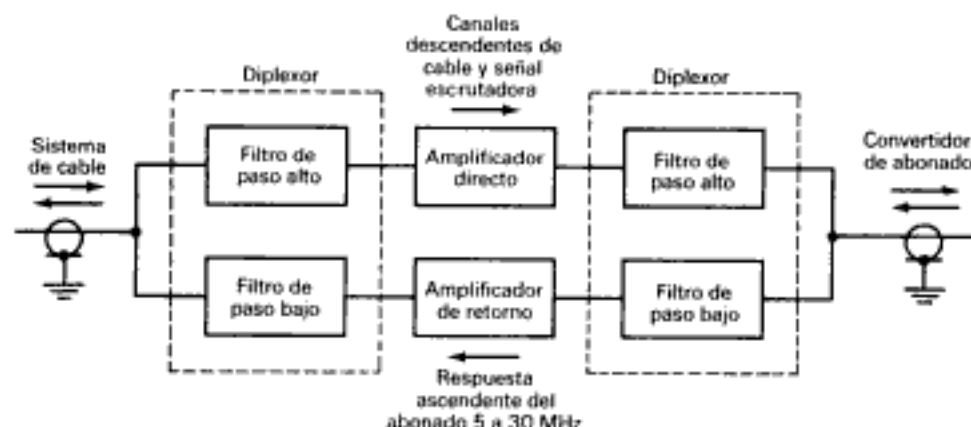 Canales
descendentes de
cable y señal
escrutadora
Diplexor
Diplexor
Sistema
de cable
Filtro de
paso alto
Amplificador
directo
Filtro de
paso alto
Convertidor
de abonado
Filtro de
paso bajo
Amplificador
de retorno
Filtro de
paso bajo
Respuesta
ascendente del
abonado 5 a 30 MHz